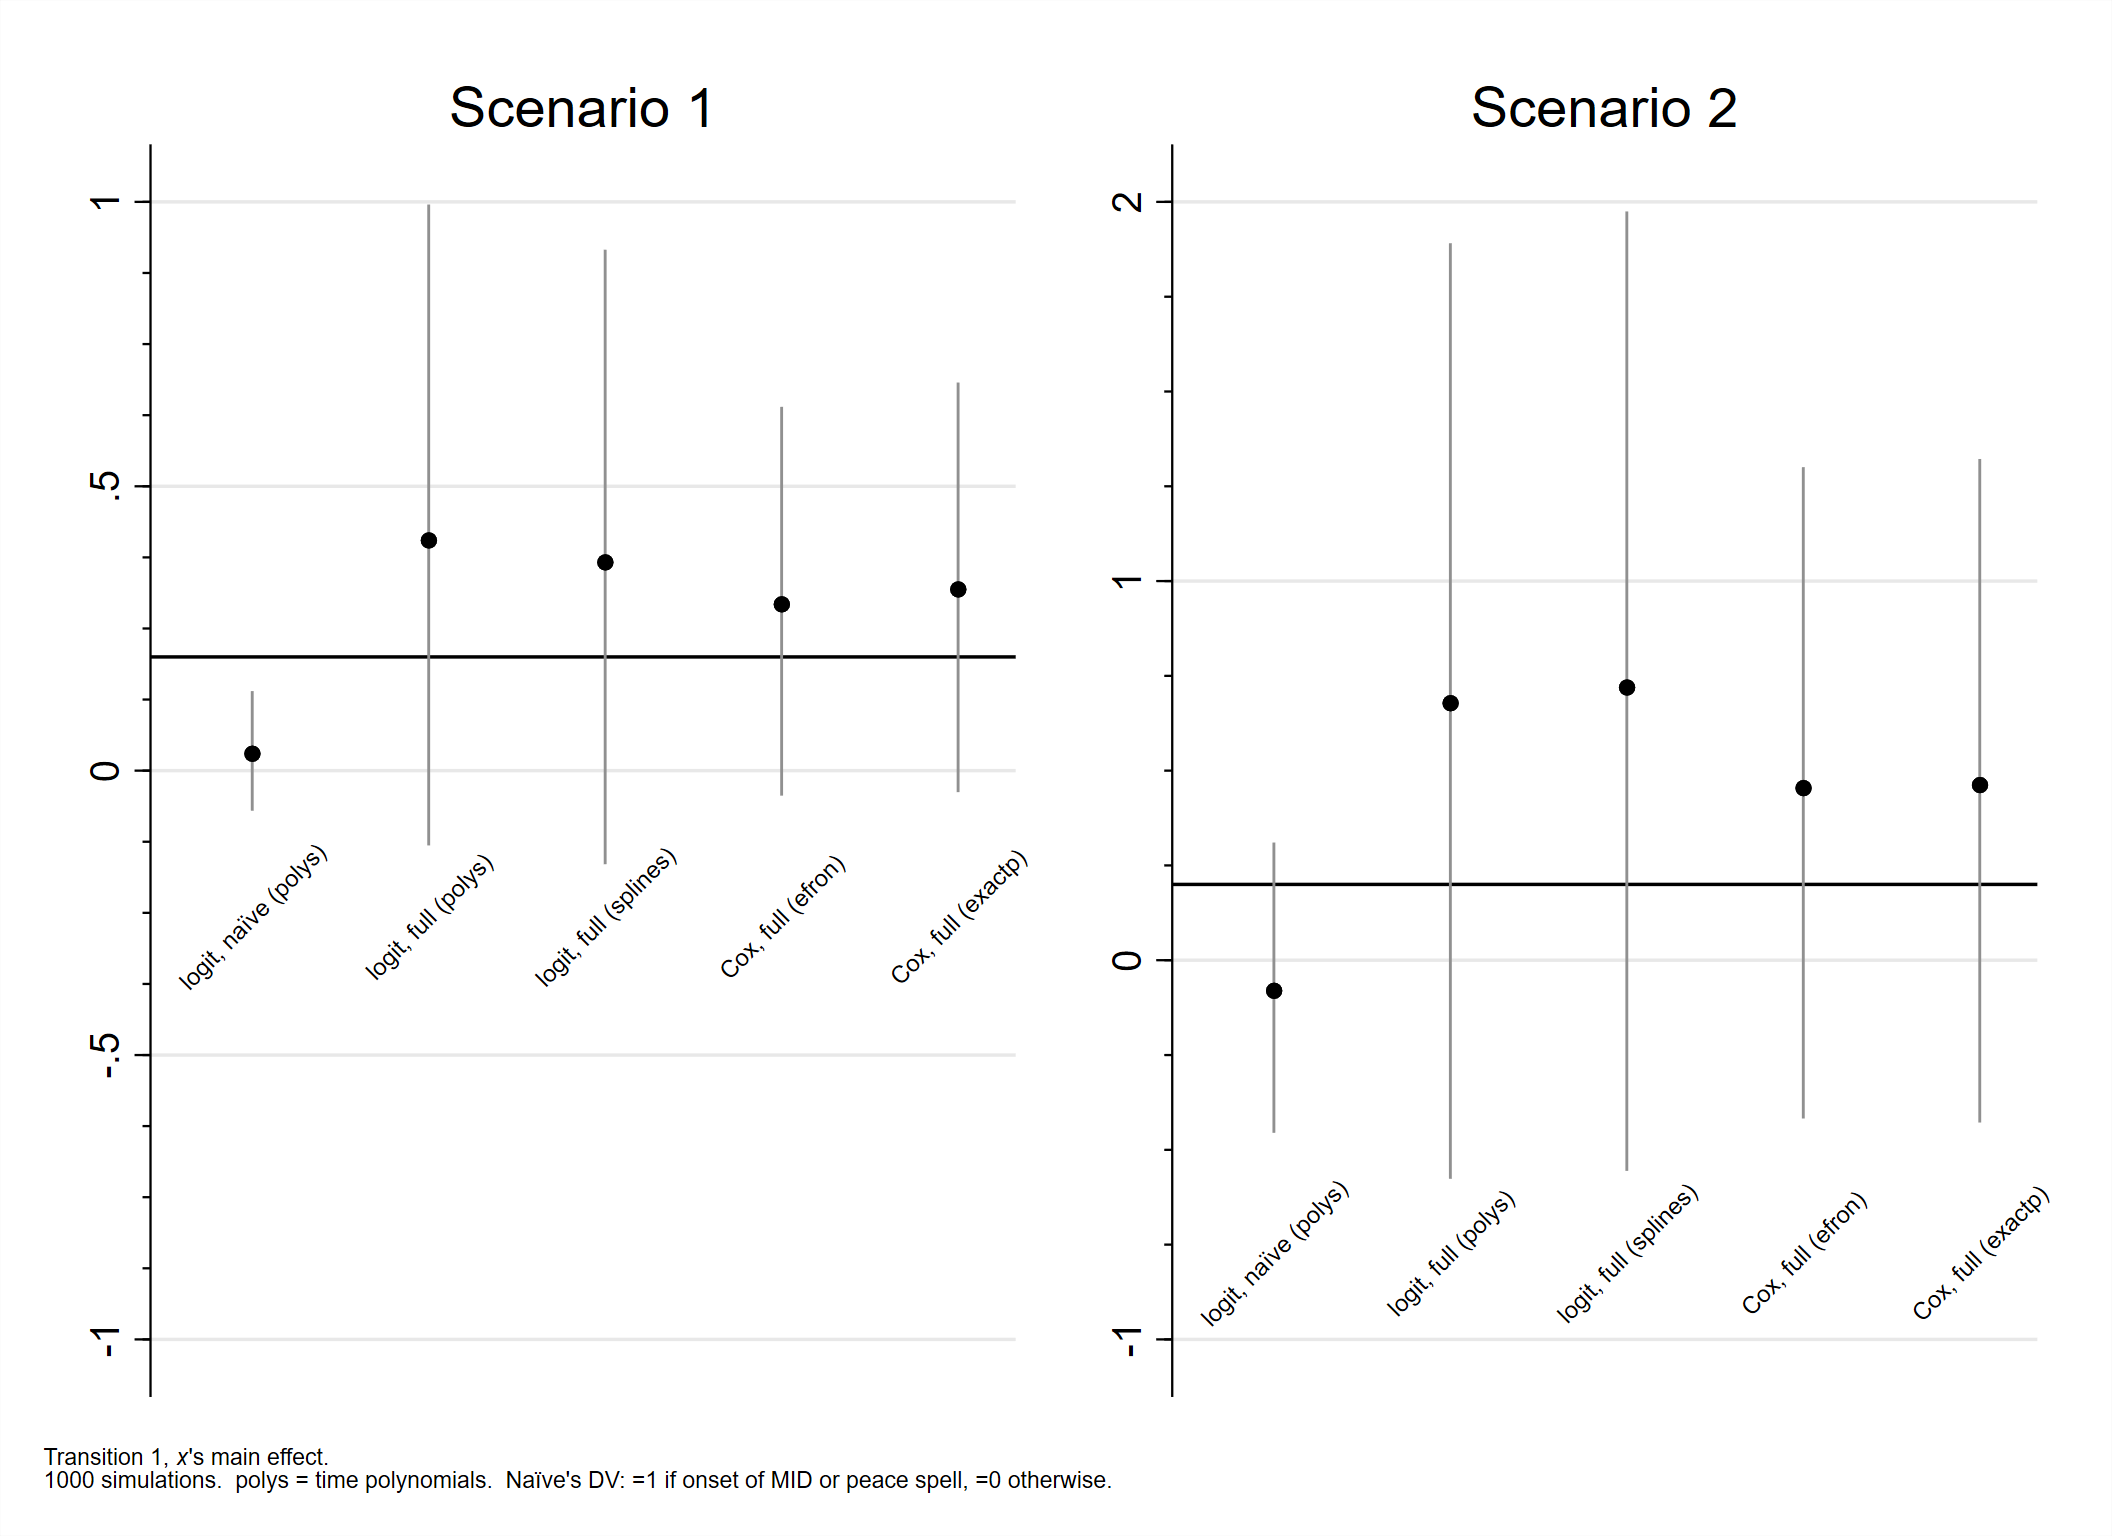 Scenario 1
1
.5
0
-.5
-1
logit, naïve (polys)
logit, full (polys)
logit, full (splines)
Cox, full (efron)
Cox, full (exactp)
Scenario 2
2
1
0
-1
logit, naïve (polys)
logit, full (polys)
logit, full (splines)
Cox, full (efron)
Cox, full (exactp)
Transition 1, x's main effect.
1000 simulations.  polys = time polynomials.  Naïve's DV: =1 if onset of MID or peace spell, =0 otherwise.